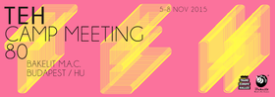 TEH
CAMP MEETING
80
BAKELIT M.A.C.
BUDAPEST / HU
5-8 NOV 2015